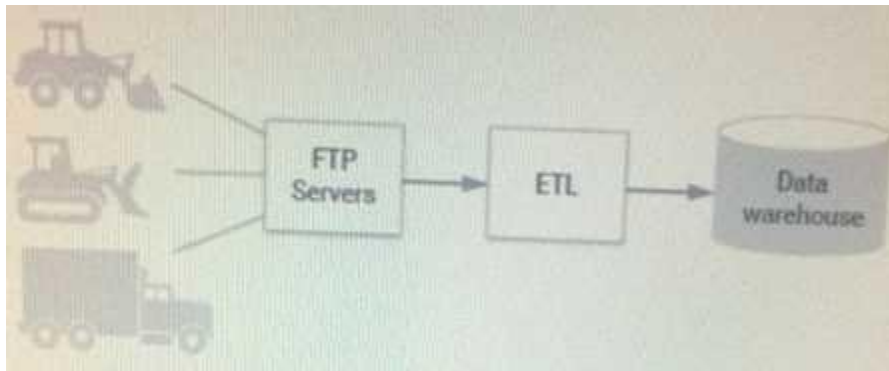 FTP
Servers
ETL
Data
warehouse